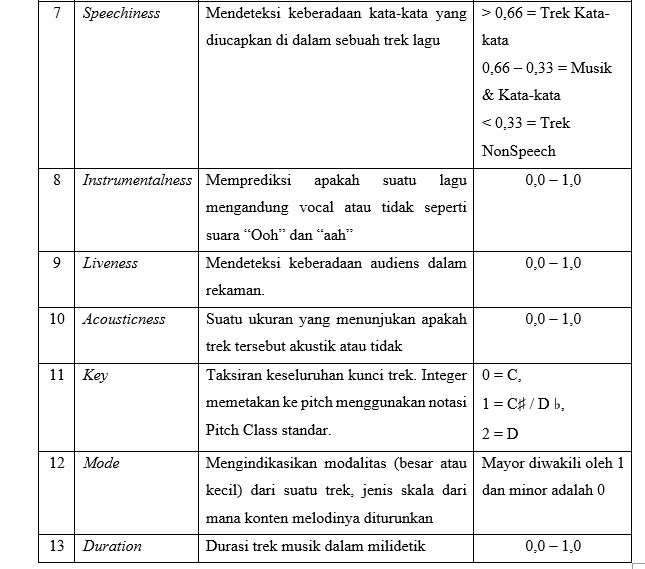 7 Speechiness Mendeteksi keberadaan kata-kata yang > 0,66 = Trek Kata-
diucapkan di dalam sebuah trek lagu kata
0,66 – 0,33 = Musik
& Kata-kata
< 0,33 = Trek
NonSpeech
8 Instrumentalness Memprediksi apakah suatu lagu 0,0 – 1,0
mengandung vocal atau tidak seperti
suara “Ooh” dan “aah”
9 Liveness Mendeteksi keberadaan audiens dalam 0,0 – 1,0
rekaman.
10 Acousticness Suatu ukuran yang menunjukan apakah 0,0 – 1,0
trek tersebut akustik atau tidak
11 Key Taksiran keseluruhan kunci trek. Integer 0 = C,
memetakan ke pitch menggunakan notasi 1 = C♯ / D ♭,
Pitch Class standar. 2 = D
12 Mode Mengindikasikan modalitas (besar atau Mayor diwakili oleh 1
kecil) dari suatu trek, jenis skala dari dan minor adalah 0
mana konten melodinya diturunkan
13 Duration Durasi trek musik dalam milidetik 0,0 – 1,0